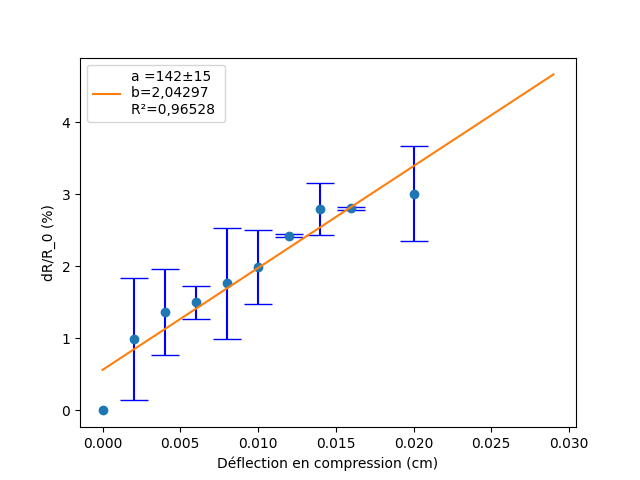 a =142±15
b=2,04297
R²=0,96528
dR/R_0 (%)
4
3
2
1
0
0.000 0.005 0.010 0.015 0.020 0.025 0.030
Déflection en compression (cm)